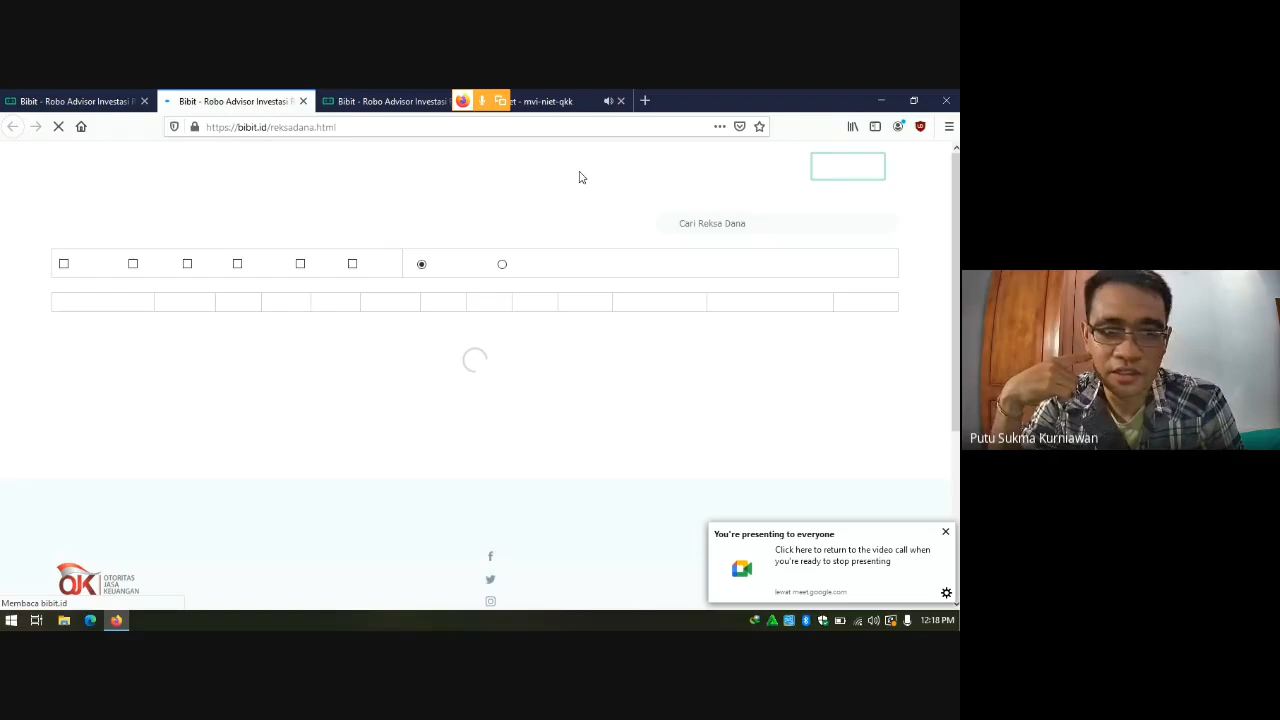 Bibit - Robo Advisor Investasi R
Bibit - Robo Advisor Investasi R
Bibit - Robo Advisor Investasi
et - mvi-niet-qkk
https://bibit.id/reksadana.html
Cari Reksa Dana
Putu Sukma Kurniawan
You're presenting to everyone
Click here to return to the video call when
you're ready to stop presenting
lewat meet.google.com
OJK
OTORITAS
JASA
KEUANGAN
Membaca bibit.id
12:18 PM